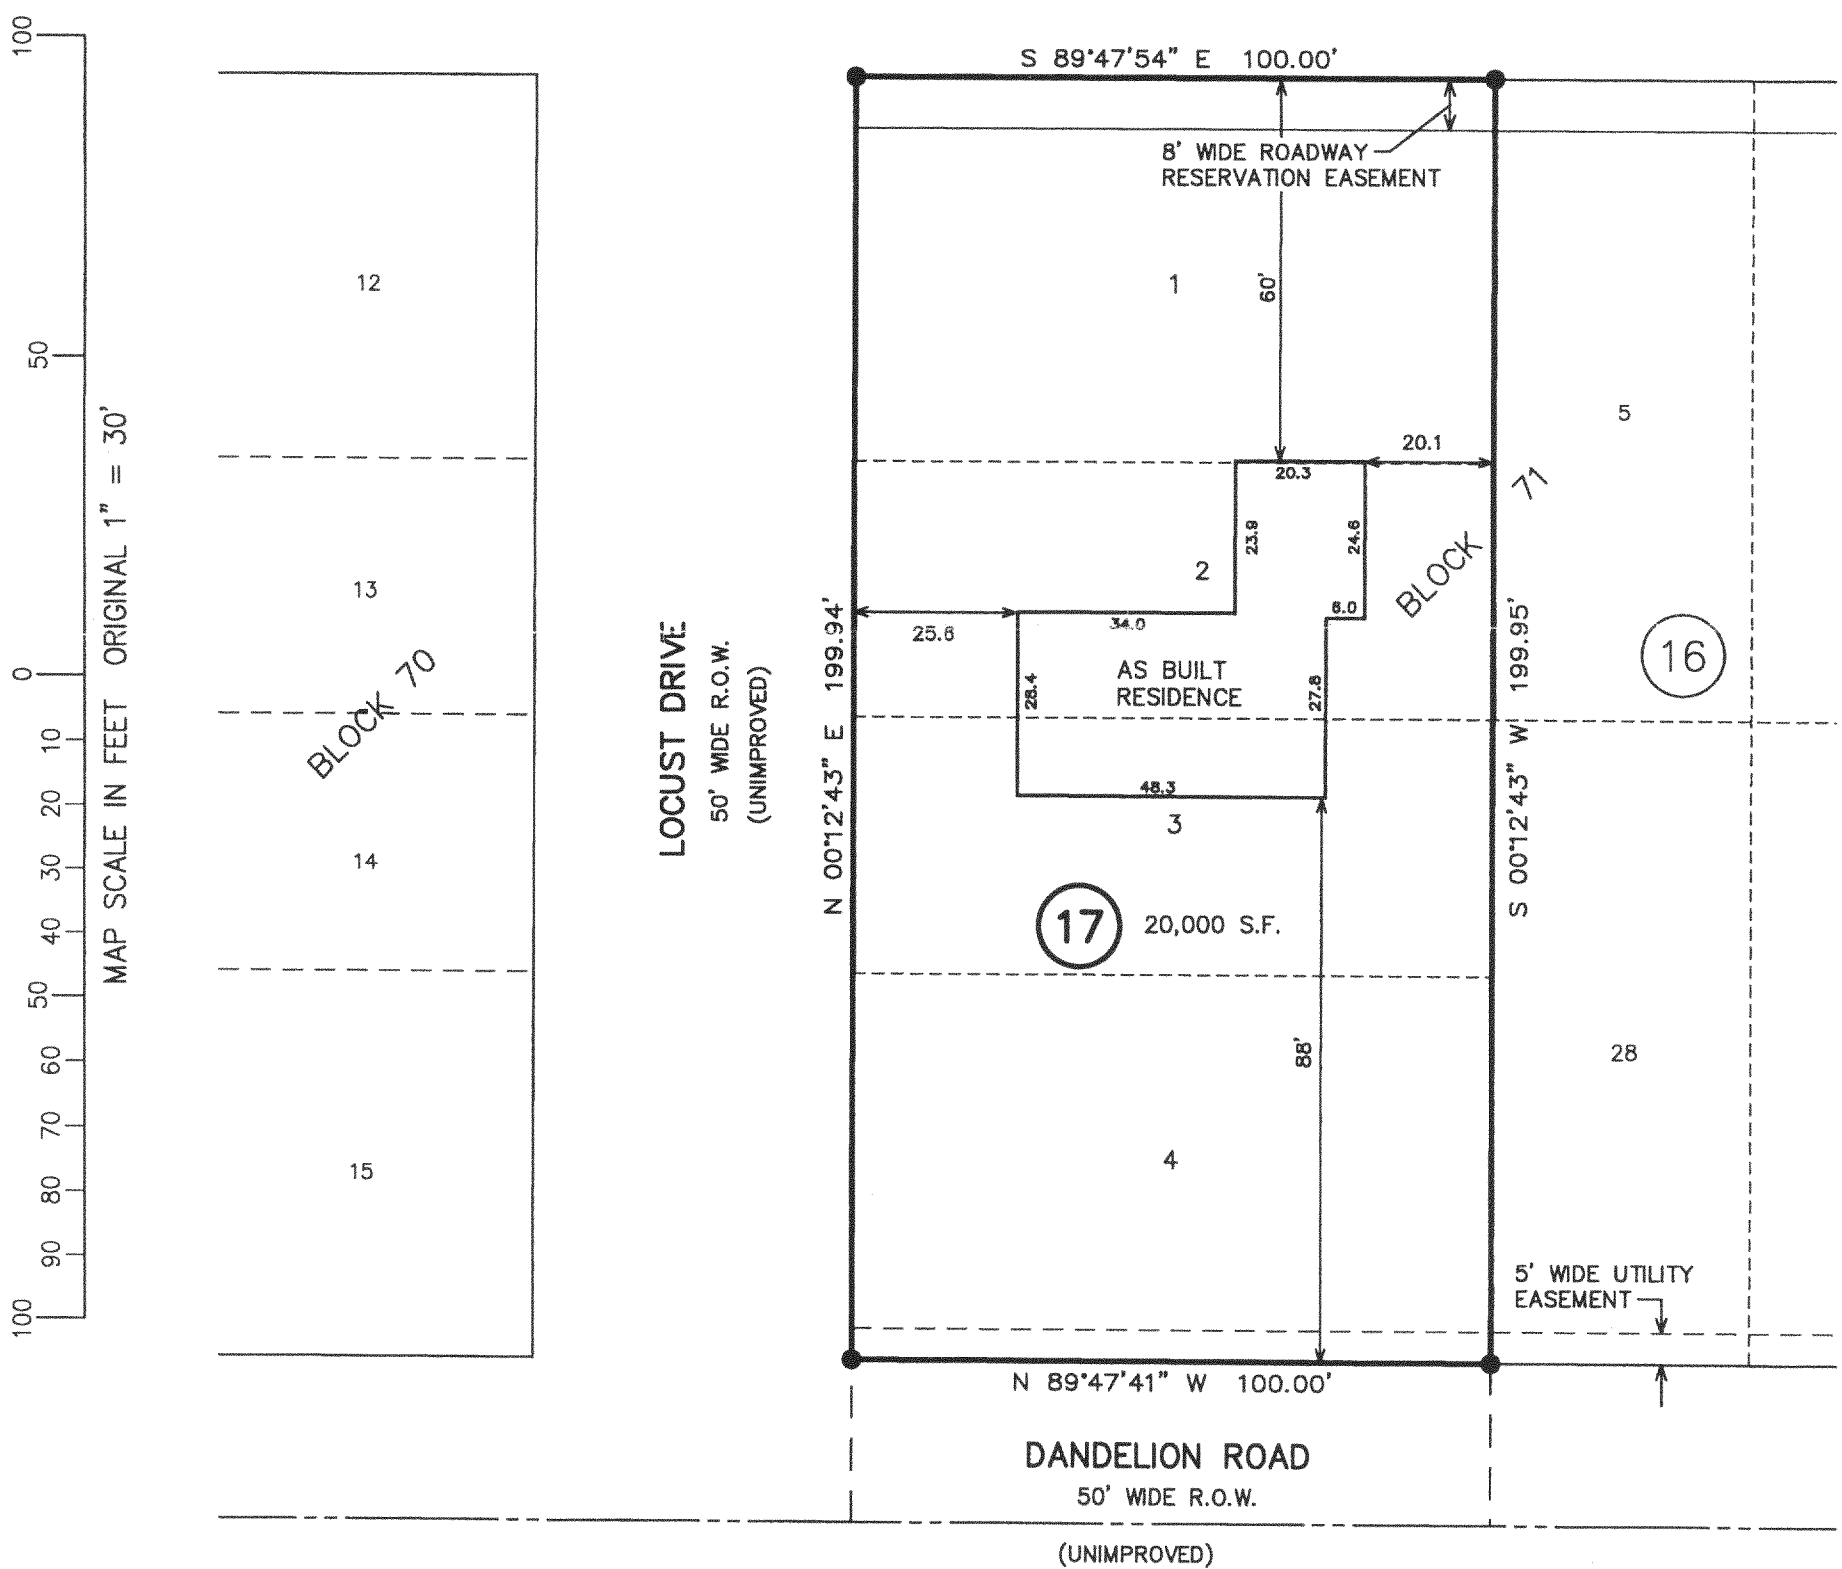 S 89°47'54" E 100.00'
8' WIDE ROADWAY
RESERVATION EASEMENT
100
50
0
10
20
30
40
50
60
70
80
90
100
MAP SCALE IN FEET ORIGINAL 1" = 30'
12
13
14
15
BLOCK 70
LOCUST DRIVE
50' WIDE R.O.W.
(UNIMPROVED)
N 00°12'43" E 199.94'
1
60'
20.1
20.3
23.9
24.6
2
25.6
34.0
6.0
28.4
AS BUILT
RESIDENCE
27.8
48.3
3
17
20,000 S.F.
88'
4
BLOCK 71
S 00°12'43" W 199.95'
5
16
28
5' WIDE UTILITY
EASEMENT
N 89°47'41" W 100.00'
DANDELION ROAD
50' WIDE R.O.W.
(UNIMPROVED)